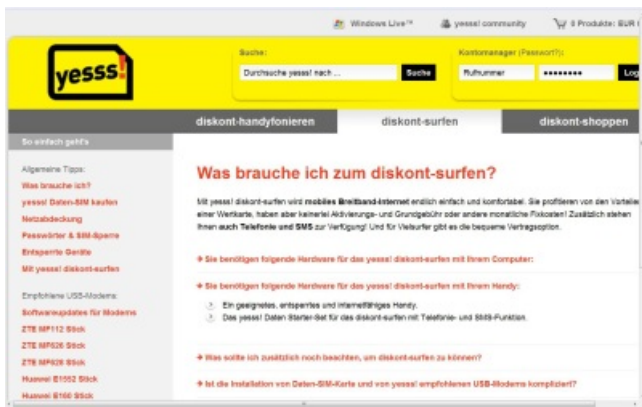 Windows Live™ yesss! community 0 Produkte: EUR
yesss!
Suche: Kontomanager (Passwort?):
Durchsuche yesss! nach ... Suche Rufnummer •••••••• Log
diskont-handyfonieren diskont-surfen diskont-shoppen
So einfach geht's
Allgemeine Tipps:
Was brauche ich?
yesss! Daten-SIM kaufen
Netzabdeckung
Passwörter & SIM-Sperre
Entsperrte Geräte
Mit yesss! diskont-surfen
Empfohlene USB-Modems:
Softwareupdates für Modems
ZTE MF112 Stick
ZTE MF626 Stick
ZTE MF628 Stick
Huawei E1552 Stick
Huawei E160 Stick
Was brauche ich zum diskont-surfen?
Mit yesss! diskont-surfen wird mobiles Breitband-Internet endlich einfach und komfortabel. Sie profitieren von den Vorteilen
einer Wertkarte, haben aber keinerlei Aktivierungs- und Grundgebühr oder andere monatliche Fixkosten! Zusätzlich stehen
Ihnen auch Telefonie und SMS zur Verfügung! Und für Vielsurfer gibt es die bequeme Vertragsoption.
Sie benötigen folgende Hardware für das yesss! diskont-surfen mit Ihrem Computer:
Sie benötigen folgende Hardware für das yesss! diskont-surfen mit Ihrem Handy:
Ein geeignetes, entsperrtes und internetfähiges Handy.
Das yesss! Daten Starter-Set für das diskont-surfen mit Telefonie- und SMS-Funktion.
Was sollte ich zusätzlich noch beachten, um diskont-surfen zu können?
Ist die Installation von Daten-SIM-Karte und von yesss! empfohlenen USB-Modems kompliziert?